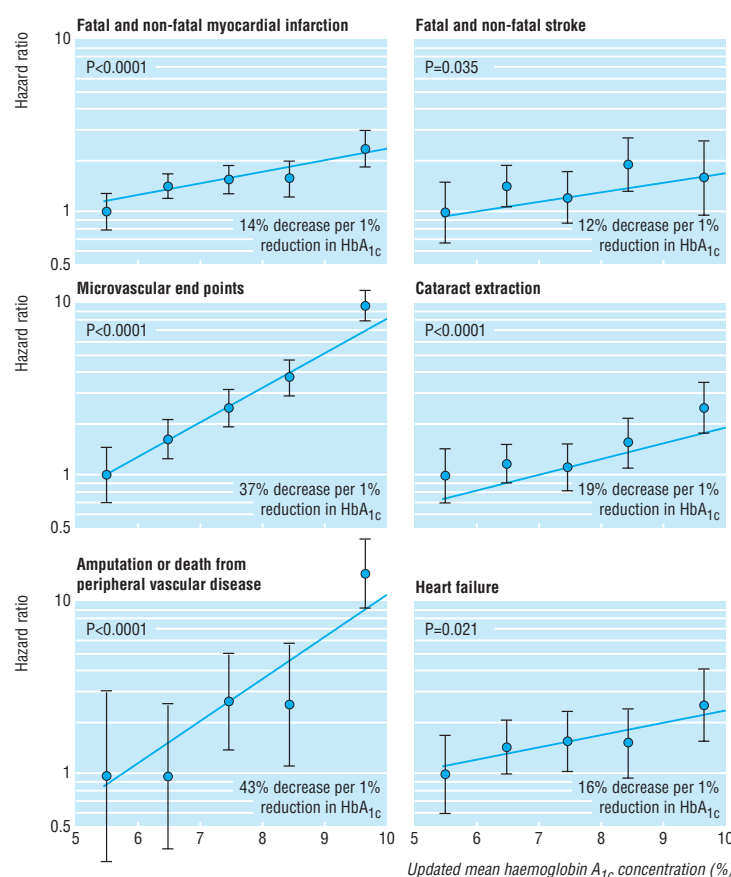 Fatal and non-fatal myocardial infarction
Hazard ratio
10
P<0.0001
1
14% decrease per 1%
reduction in HbA1c
0.5
Fatal and non-fatal stroke
P=0.035
12% decrease per 1%
reduction in HbA1c
Microvascular end points
Hazard ratio
10
P<0.0001
1
37% decrease per 1%
reduction in HbA1c
0.5
Cataract extraction
P<0.0001
19% decrease per 1%
reduction in HbA1c
Amputation or death from
peripheral vascular disease
Hazard ratio
10
P<0.0001
1
43% decrease per 1%
reduction in HbA1c
0.5
5 6 7 8 9 10
Heart failure
P=0.021
16% decrease per 1%
reduction in HbA1c
5 6 7 8 9 10
Updated mean haemoglobin A1c concentration (%)